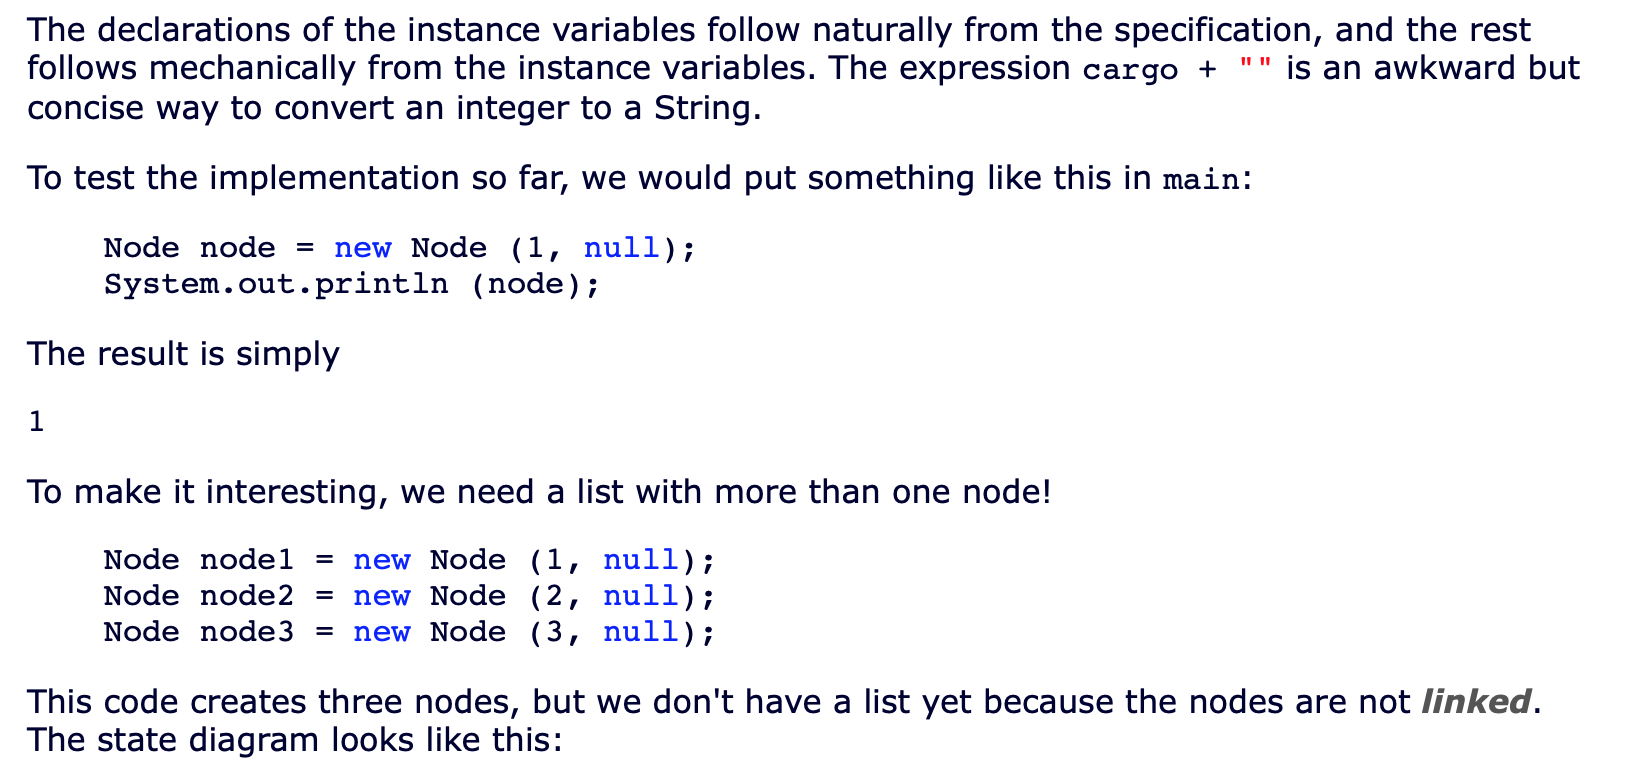 The declarations of the instance variables follow naturally from the specification, and the rest
follows mechanically from the instance variables. The expression cargo + "" is an awkward but
concise way to convert an integer to a String.
To test the implementation so far, we would put something like this in main:
Node node = new Node (1, null);
System.out.println (node);
The result is simply
1
To make it interesting, we need a list with more than one node!
Node node1 = new Node (1, null);
Node node2 = new Node (2, null);
Node node3 = new Node (3, null);
This code creates three nodes, but we don't have a list yet because the nodes are not linked.
The state diagram looks like this: